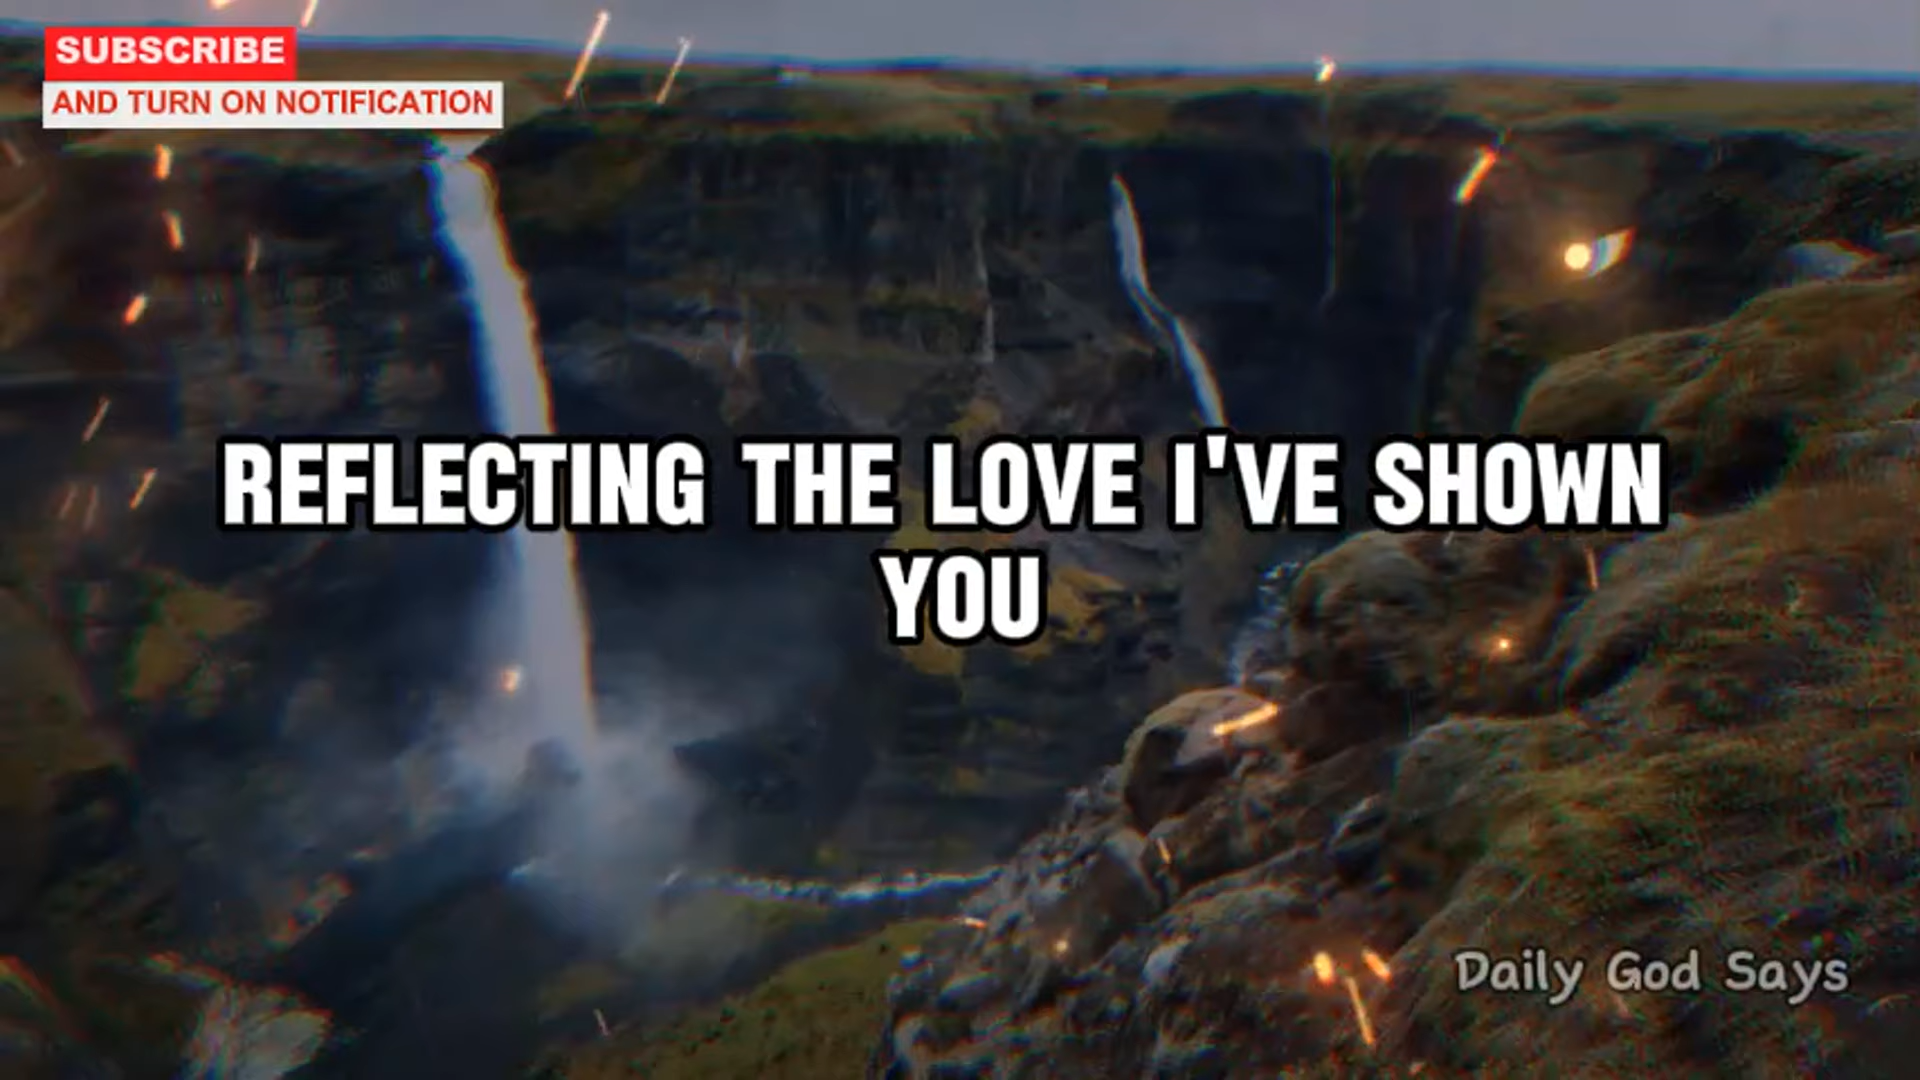 SUBSCRIBE
AND TURN ON NOTIFICATION
REFLECTING THE LOVE I'VE SHOWN
YOU
Daily God Says